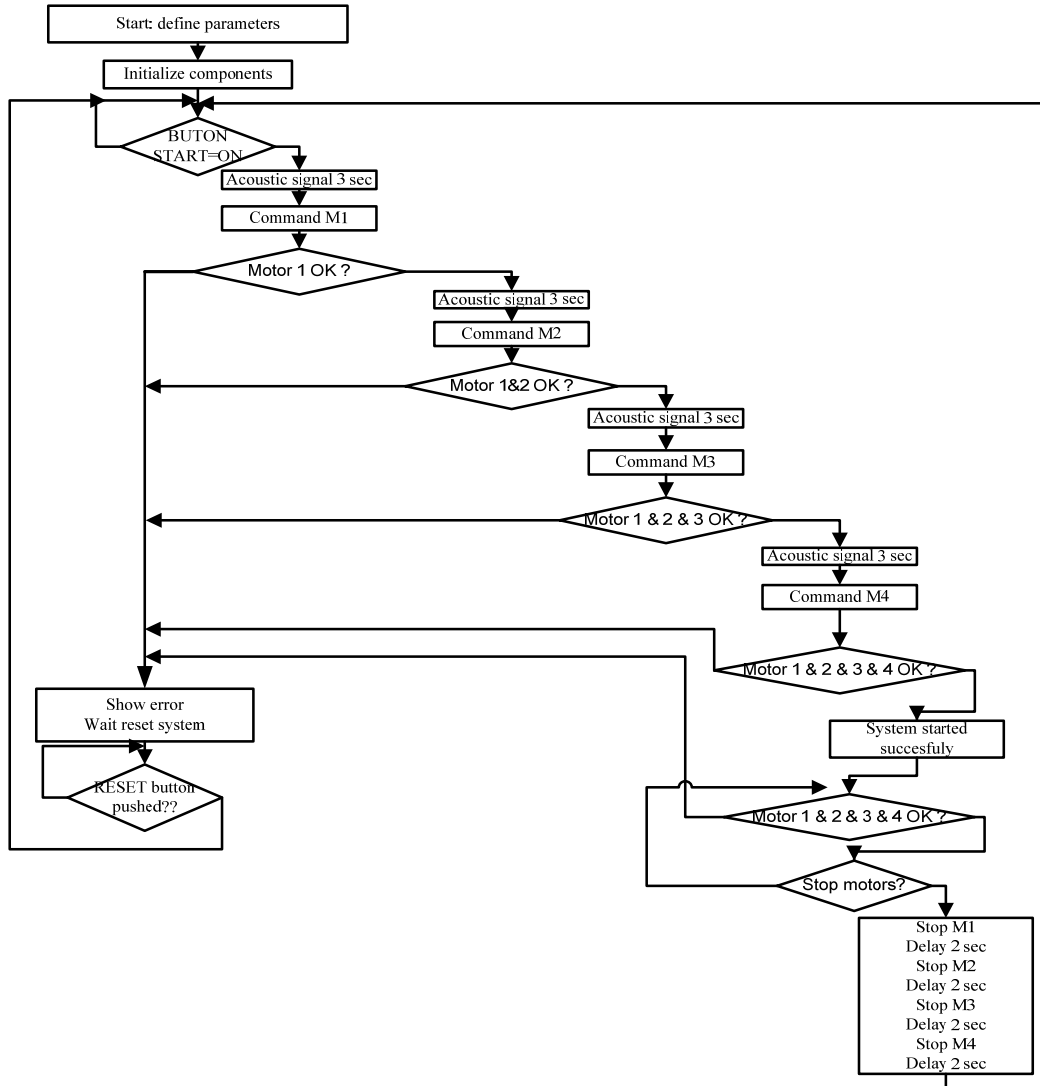 Start: define parameters
Initialize components
BUTON
START=ON
Acoustic signal 3 sec
Command M1
Motor 1 OK ?
Acoustic signal 3 sec
Command M2
Motor 1&2 OK ?
Acoustic signal 3 sec
Command M3
Motor 1 & 2 & 3 OK ?
Acoustic signal 3 sec
Command M4
Motor 1 & 2 & 3 & 4 OK ?
Show error
Wait reset system
RESET button
pushed??
System started
succesfuly
Motor 1 & 2 & 3 & 4 OK ?
Stop motors?
Stop M1
Delay 2 sec
Stop M2
Delay 2 sec
Stop M3
Delay 2 sec
Stop M4
Delay 2 sec